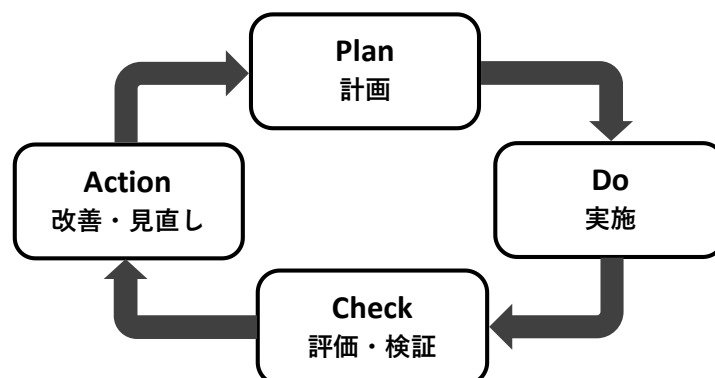 Plan
計画
Do
実施
Check
評価・検証
Action
改善・見直し